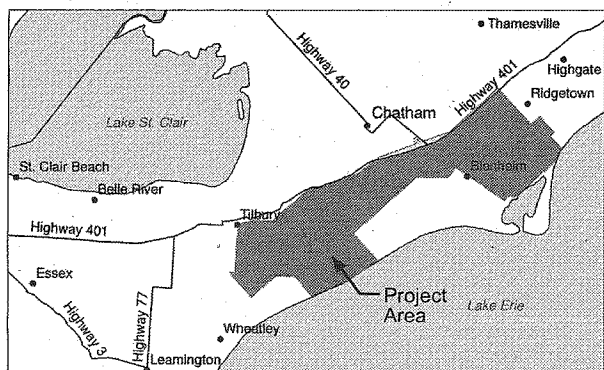 Thamesville
Highway 40
Highway 401
Highgate
Ridgetown
Chatham
Lake St. Clair
St. Clair Beach
Belle River
Blenheim
Tilbury
Highway 401
Essex
Highway 77
Highway 3
Project
Area
Lake Erie
Wheatley
Leamington